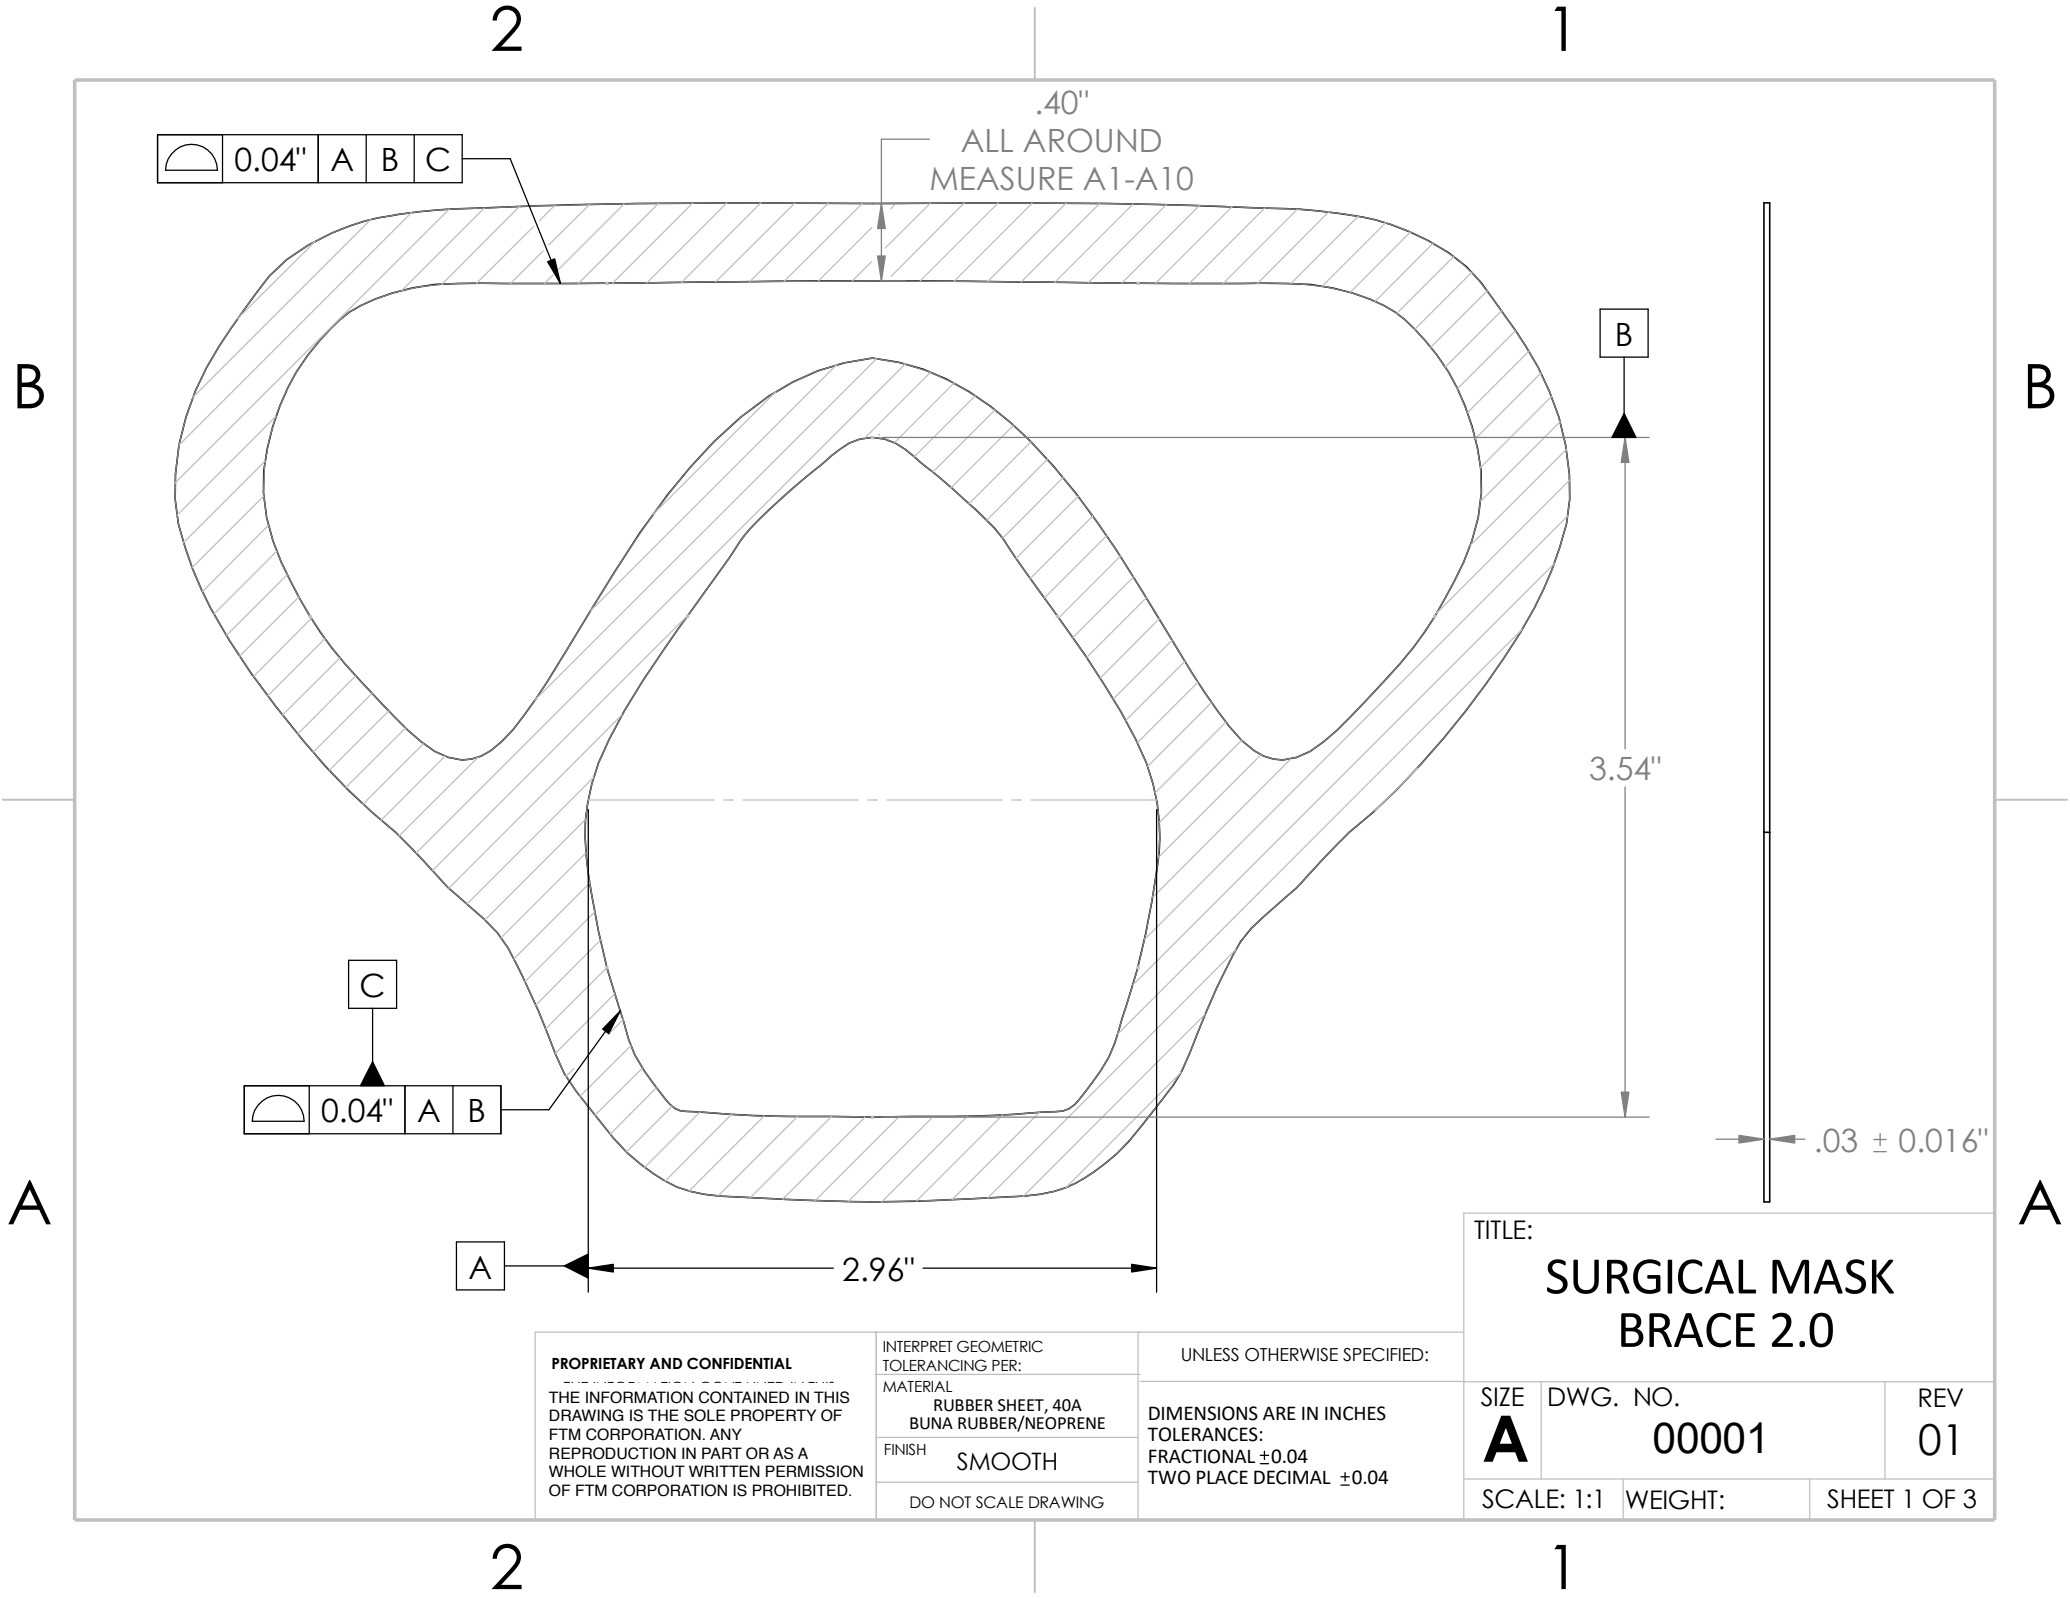 2
1
.40"
ALL AROUND
MEASURE A1-A10
0.04" A B C
B
B
B
3.54"
C
0.04" A B
.03 ± 0.016"
A
A
A
2.96"
TITLE:
SURGICAL MASK
BRACE 2.0
PROPRIETARY AND CONFIDENTIAL
THE INFORMATION CONTAINED IN THIS
DRAWING IS THE SOLE PROPERTY OF
FTM CORPORATION. ANY
REPRODUCTION IN PART OR AS A
WHOLE WITHOUT WRITTEN PERMISSION
OF FTM CORPORATION IS PROHIBITED.
INTERPRET GEOMETRIC
TOLERANCING PER:
MATERIAL
RUBBER SHEET, 40A
BUNA RUBBER/NEOPRENE
FINISH
SMOOTH
DO NOT SCALE DRAWING
UNLESS OTHERWISE SPECIFIED:
DIMENSIONS ARE IN INCHES
TOLERANCES:
FRACTIONAL ±0.04
TWO PLACE DECIMAL ±0.04
SIZE
A
DWG. NO.
00001
REV
01
SCALE: 1:1
WEIGHT:
SHEET 1 OF 3
2
1